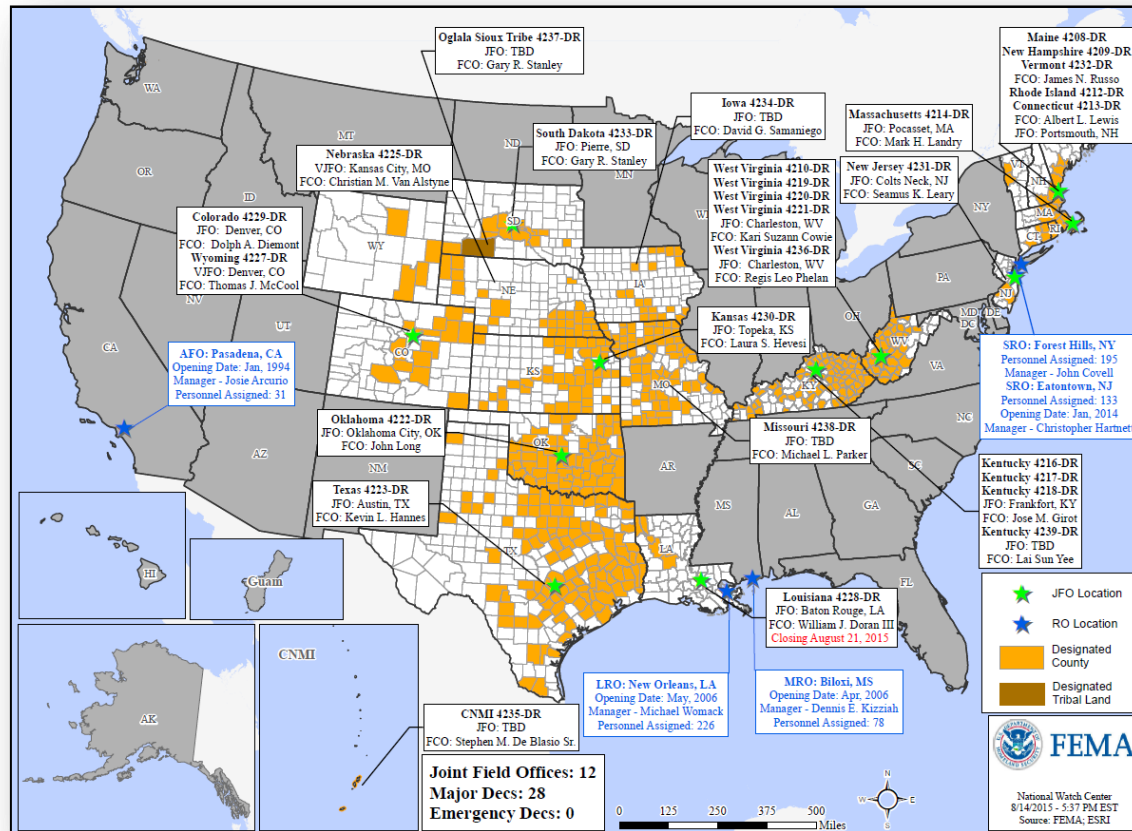 Oglala Sioux Tribe 4237-DR
JFO: TBD
FCO: Gary R. Stanley
Maine 4208-DR
New Hampshire 4209-DR
Vermont 4232-DR
FCO: James N. Russo
Rhode Island 4212-DR
Connecticut 4213-DR
FCO: Albert L. Lewis
JFO: Portsmouth, NH
Iowa 4234-DR
JFO: TBD
FCO: David G. Samaniego
Massachusetts 4214-DR
JFO: Pocasset, MA
FCO: Mark H. Landry
South Dakota 4233-DR
JFO: Pierre, SD
FCO: Gary R. Stanley
Nebraska 4225-DR
VJFO: Kansas City, MO
FCO: Christian M. Van Alstyne
New Jersey 4231-DR
JFO: Colts Neck, NJ
FCO: Seamus K. Leary
West Virginia 4210-DR
West Virginia 4219-DR
West Virginia 4220-DR
West Virginia 4221-DR
JFO: Charleston, WV
FCO: Kari Suzann Cowie
West Virginia 4236-DR
JFO: Charleston, WV
FCO: Regis Leo Phelan
Colorado 4229-DR
JFO: Denver, CO
FCO: Dolph A. Diemont
Wyoming 4227-DR
VJFO: Denver, CO
FCO: Thomas J. McCool
Kansas 4230-DR
JFO: Topeka, KS
FCO: Laura S. Hevesi
AFO: Pasadena, CA
Opening Date: Jan, 1994
Manager - Josie Arcurio
Personnel Assigned: 31
SRO: Forest Hills, NY
Personnel Assigned: 195
Manager - John Covell
SRO: Eatontown, NJ
Personnel Assigned: 133
Opening Date: Jan, 2014
Manager - Christopher Hartnett
Oklahoma 4222-DR
JFO: Oklahoma City, OK
FCO: John Long
Missouri 4238-DR
JFO: TBD
FCO: Michael L. Parker
Texas 4223-DR
JFO: Austin, TX
FCO: Kevin L. Hannes
Kentucky 4216-DR
Kentucky 4217-DR
Kentucky 4218-DR
JFO: Frankfort, KY
FCO: Jose M. Girot
Kentucky 4239-DR
JFO: TBD
FCO: Lai Sun Yee
Louisiana 4228-DR
JFO: Baton Rouge, LA
FCO: William J. Doran III
Closing August 21, 2015
LRO: New Orleans, LA
Opening Date: May, 2006
Manager - Michael Womack
Personnel Assigned: 226
MRO: Biloxi, MS
Opening Date: Apr, 2006
Manager - Dennis E. Kizziah
Personnel Assigned: 78
CNMI 4235-DR
JFO: TBD
FCO: Stephen M. De Blasio Sr.
WA
OR
CA
NV
ID
MT
UT
AZ
NM
WY
CO
ND
SD
NE
KS
OK
TX
MN
IA
MO
AR
LA
MS
AL
GA
FL
SC
NC
VA
WV
KY
OH
PA
NY
NJ
MD
DE
DC
CT
RI
MA
NH
VT
WI
HI
Guam
AK
CNMI
JFO Location
RO Location
Designated
County
Designated
Tribal Land
Joint Field Offices: 12
Major Decs: 28
Emergency Decs: 0
N
W
E
S
0 125 250 375 500
Miles
FEMA
National Watch Center
8/14/2015 - 5:37 PM EST
Source: FEMA; ESRI